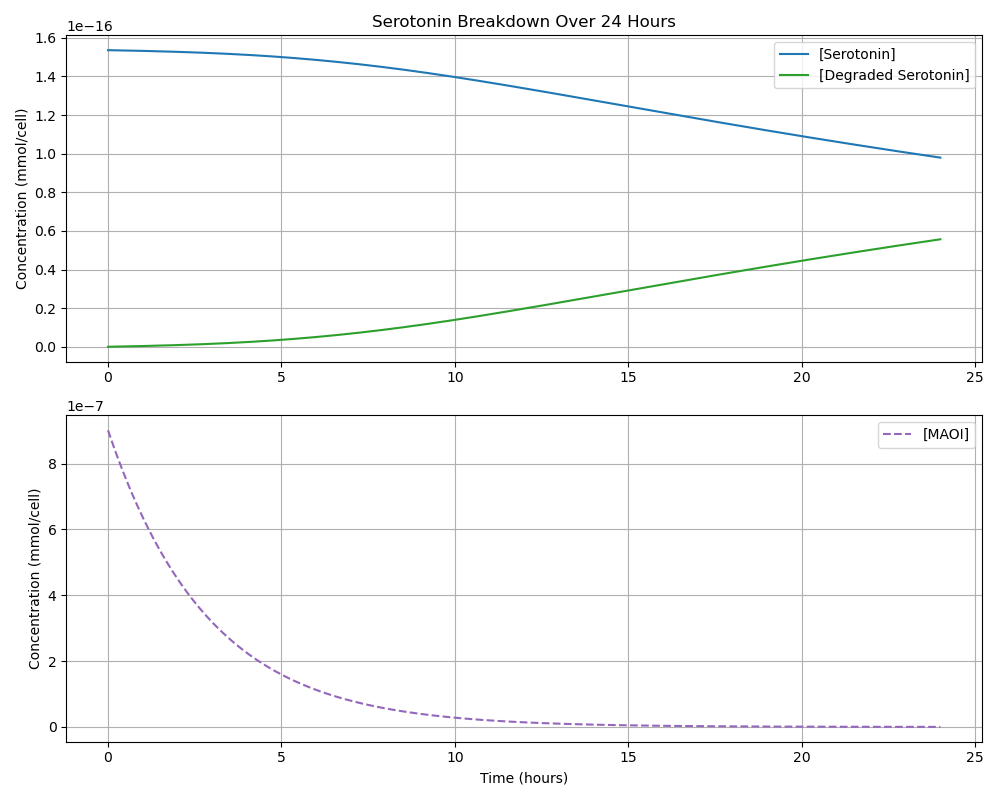 Serotonin Breakdown Over 24 Hours
1e−16
1.6
1.4
1.2
1.0
0.8
0.6
0.4
0.2
0.0
Concentration (mmol/cell)
[Serotonin]
[Degraded Serotonin]
0 5 10 15 20 25
1e−7
8
6
4
2
0
Concentration (mmol/cell)
[MAOI]
0 5 10 15 20 25
Time (hours)